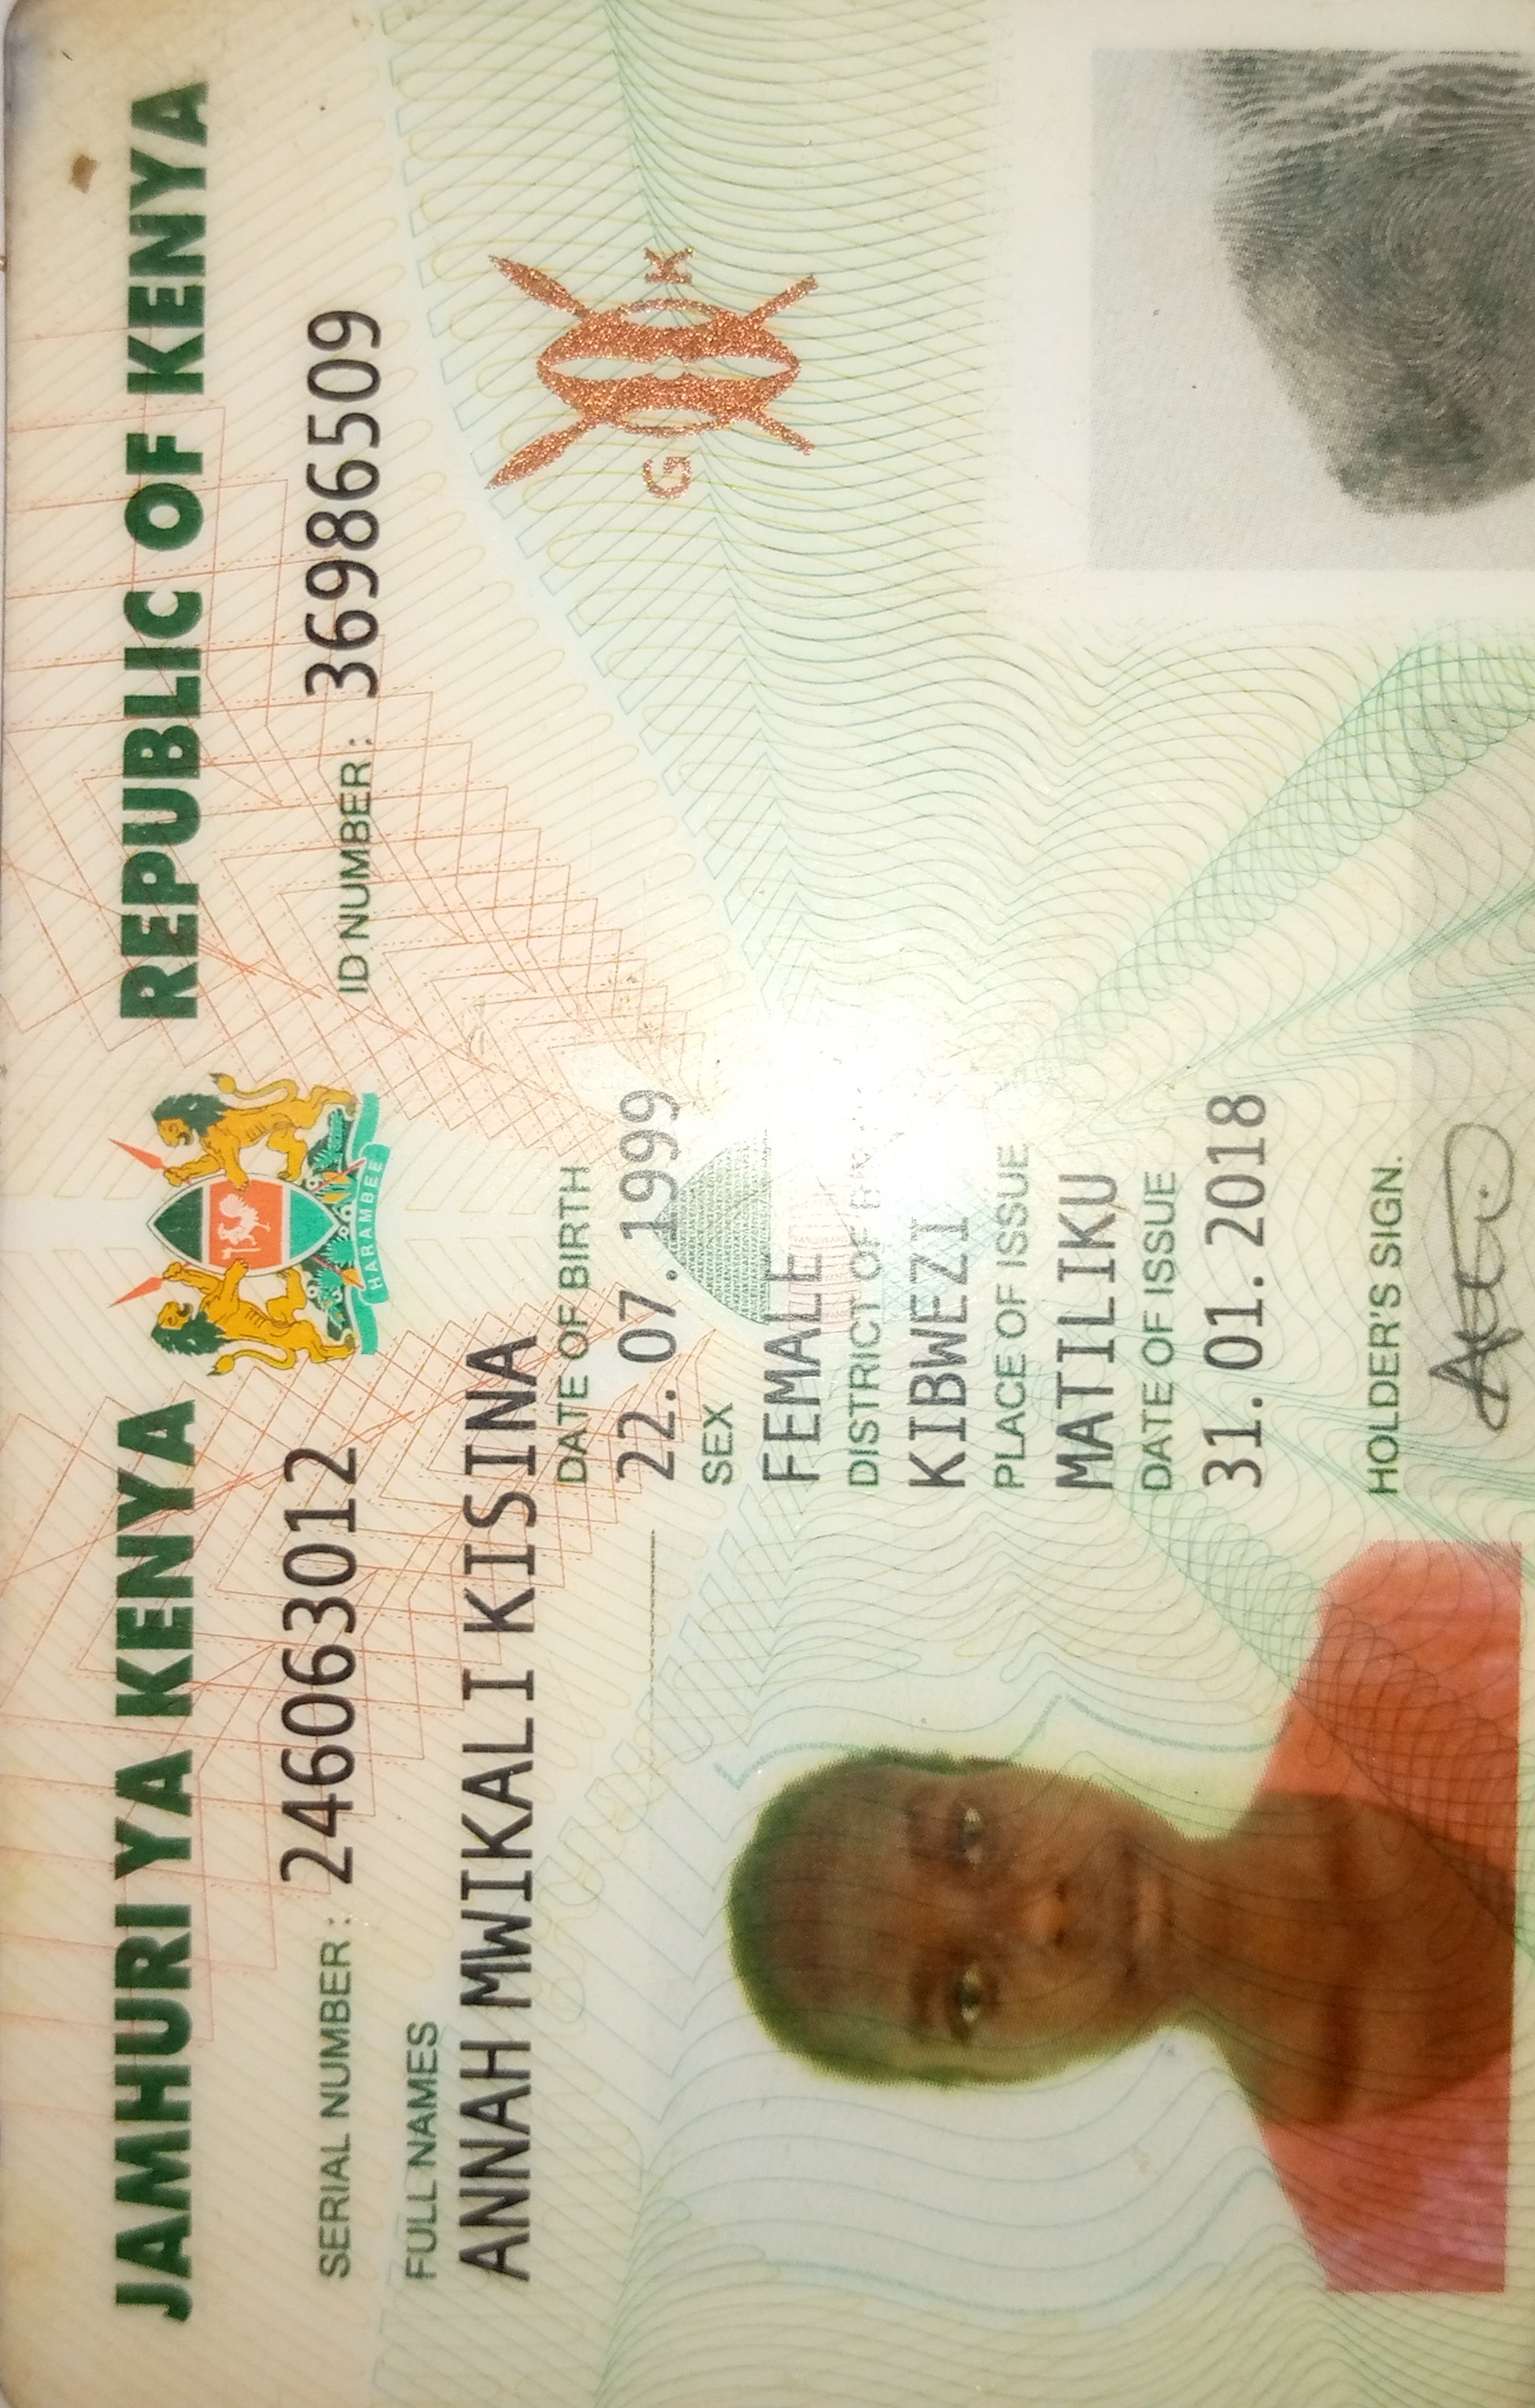 JAMHURI YA KENYA REPUBLIC OF KENYA
HARAMBEE
SERIAL NUMBER : 246063012 ID NUMBER : 36986509
FULL NAMES
ANNAH MWIKALI KISINA
DATE OF BIRTH
22.07.1999
G K
SEX
FEMALE
DISTRICT OF
KIBWEZI
PLACE OF ISSUE
MATILIKU
DATE OF ISSUE
31.01.2018
HOLDER'S SIGN.